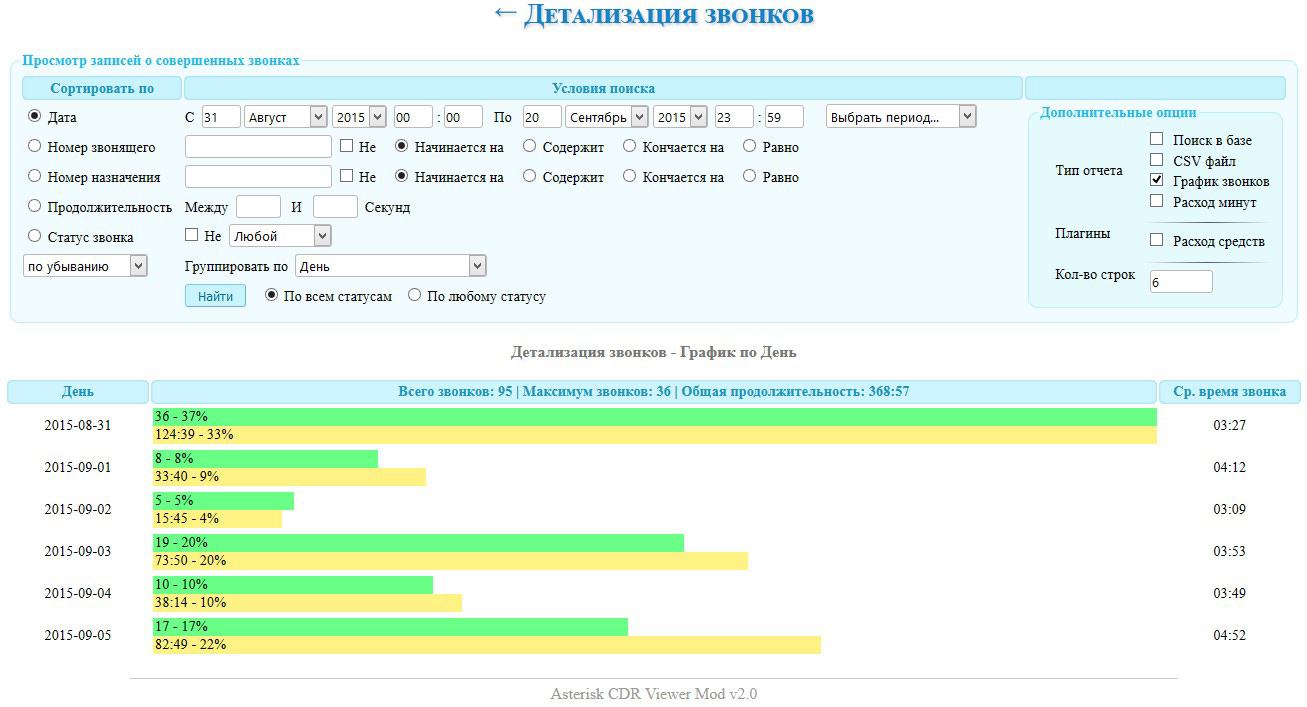 ← Детализация звонков
Просмотр записей о совершенных звонках
Сортировать по Условия поиска
Дата С 31 Август 2015 00 : 00 По 20 Сентябрь 2015 23 : 59 Выбрать период...
Номер звонящего Не Начинается на Содержит Кончается на Равно
Номер назначения Не Начинается на Содержит Кончается на Равно
Продолжительность Между И Секунд
Статус звонка Не Любой
по убыванию Группировать по День
Найти По всем статусам По любому статусу
Дополнительные опции
Тип отчета
Поиск в базе
CSV файл
График звонков
Расход минут
Плагины Расход средств
Кол-во строк 6
Детализация звонков - График по День
День Всего звонков: 95 | Максимум звонков: 36 | Общая продолжительность: 368:57 Ср. время звонка
2015-08-31 36 - 37% 03:27
124:39 - 33%
2015-09-01 8 - 8% 04:12
33:40 - 9%
2015-09-02 5 - 5% 03:09
15:45 - 4%
2015-09-03 19 - 20% 03:53
73:50 - 20%
2015-09-04 10 - 10% 03:49
38:14 - 10%
2015-09-05 17 - 17% 04:52
82:49 - 22%
Asterisk CDR Viewer Mod v2.0